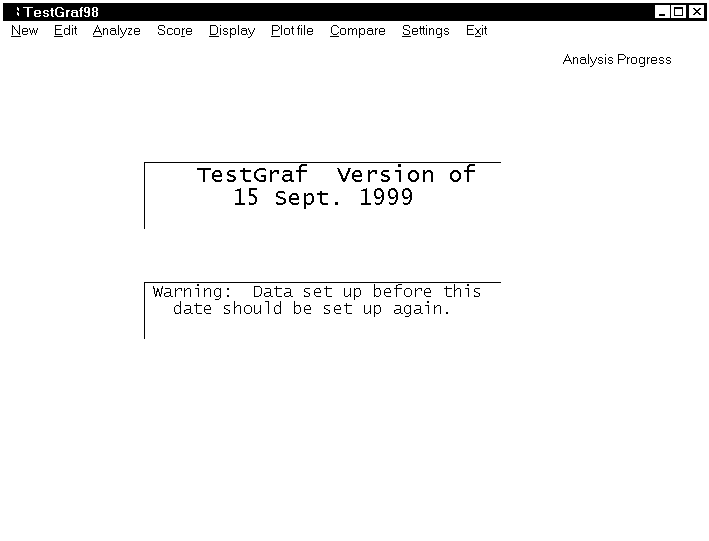 TestGraf98
New Edit Analyze Score Display Plotfile Compare Settings Exit
Analysis Progress
TestGraf Version of
15 Sept. 1999
Warning: Data set up before this
date should be set up again.